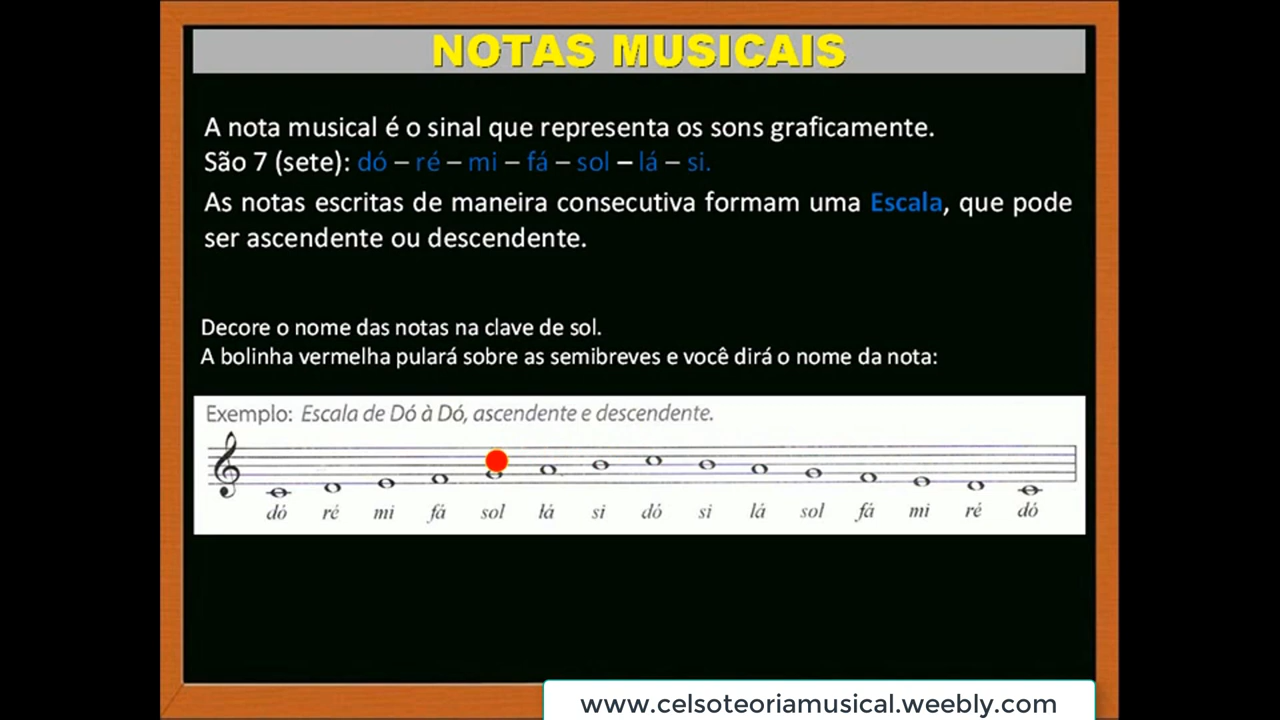 NOTAS MUSICAIS
A nota musical é o sinal que representa os sons graficamente.
São 7 (sete): dó – ré – mi – fá – sol – lá – si.
As notas escritas de maneira consecutiva formam uma Escala, que pode
ser ascendente ou descendente.
Decore o nome das notas na clave de sol.
A bolinha vermelha pulará sobre as semibreves e você dirá o nome da nota:
Exemplo: Escala de Dó à Dó, ascendente e descendente.
dó ré mi fá sol lá si dó si lá sol fá mi ré dó
www.celsoteoriamusical.weebly.com